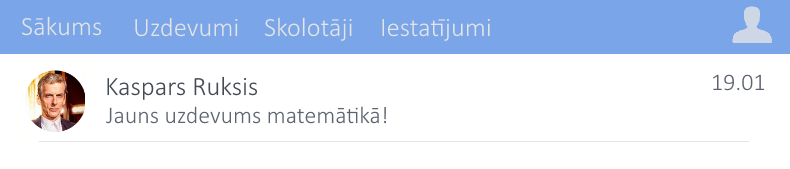 Sākums Uzdevumi Skolotāji Iestatījumi
Kaspars Ruksis 19.01
Jauns uzdevums matemātikā!